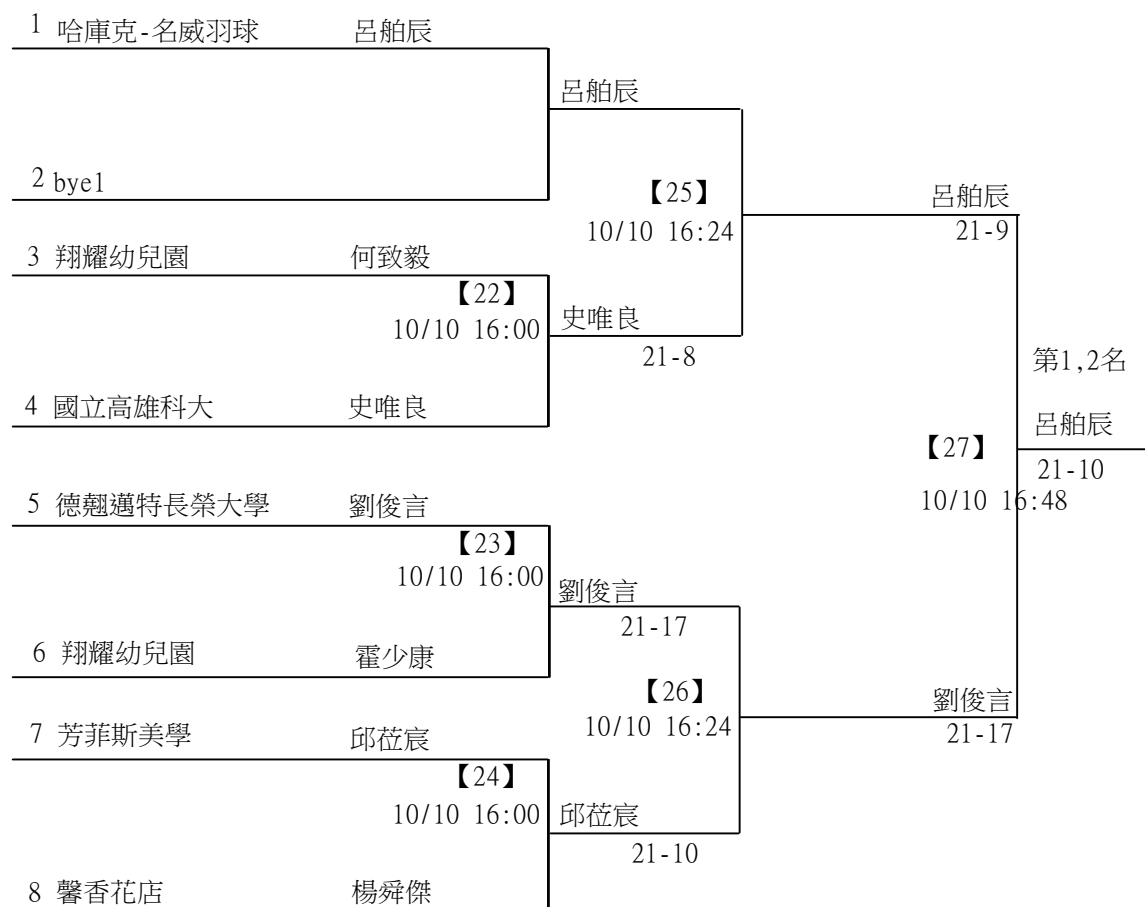 1 哈庫克-名威羽球 呂舶辰
呂舶辰
2 bye1
【25】
10/10 16:24
呂舶辰
21-9
3 翔耀幼兒園 何致毅
【22】
10/10 16:00
史唯良
21-8
第1,2名
4 國立高雄科大 史唯良
呂舶辰
【27】
21-10
10/10 16:48
5 德翹邁特長榮大學 劉俊言
【23】
10/10 16:00
劉俊言
21-17
6 翔耀幼兒園 霍少康
【26】
10/10 16:24
劉俊言
21-17
7 芳菲斯美學 邱莅宸
【24】
10/10 16:00
邱莅宸
21-10
8 馨香花店 楊舜傑